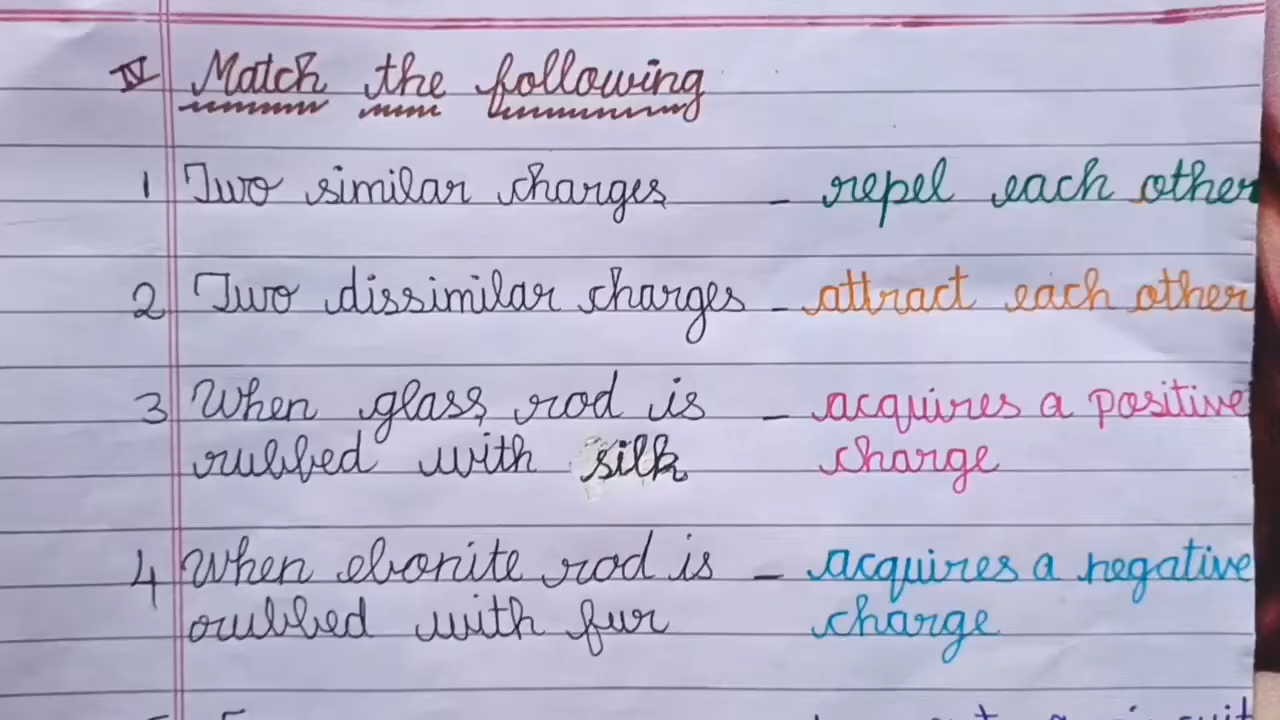 IV Match the following
1 Two similar charges - repel each other
2 Two dissimilar charges - attract each other
3 When glass rod is - acquires a positive
rubbed with silk charge
4 When ebonite rod is - acquires a negative
rubbed with fur charge